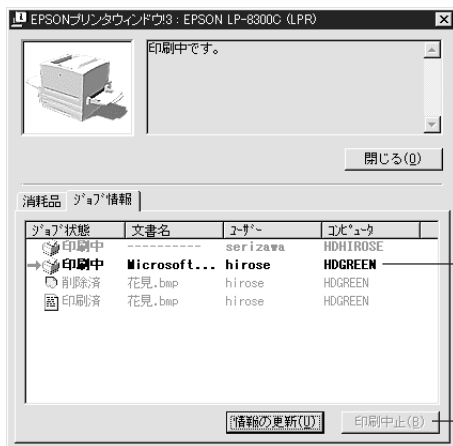 EPSONプリンタウィンドウ!3 : EPSON LP-8300C (LPR)
印刷中です。
閉じる(O)
消耗品 ｼﾞｮﾌﾞ情報
ｼﾞｮﾌﾞ状態 文書名 ﾕｰｻﾞｰ ｺﾝﾋﾟｭｰﾀ
印刷中 ---------- serizawa HDHIROSE
印刷中 Microsoft... hirose HDGREEN
削除済 花見.bmp hirose HDGREEN
印刷済 花見.bmp hirose HDGREEN
情報の更新(U) 印刷中止(B)